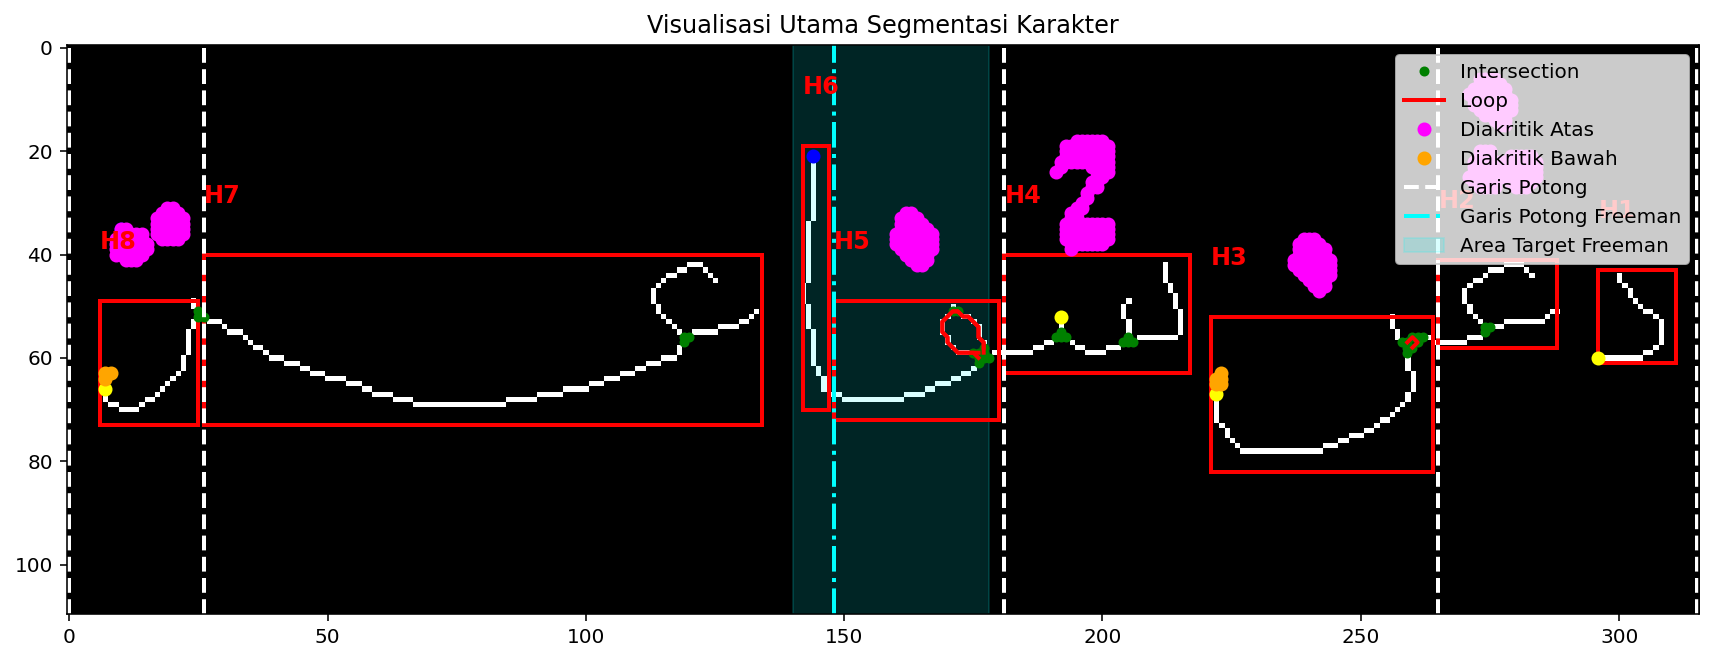 Visualisasi Utama Segmentasi Karakter
Intersection
Loop
Diakritik Atas
Diakritik Bawah
Garis Potong
Garis Potong Freeman
Area Target Freeman
H6
H7
H4
H2
H1
H8
H5
H3
0
20
40
60
80
100
0 50 100 150 200 250 300